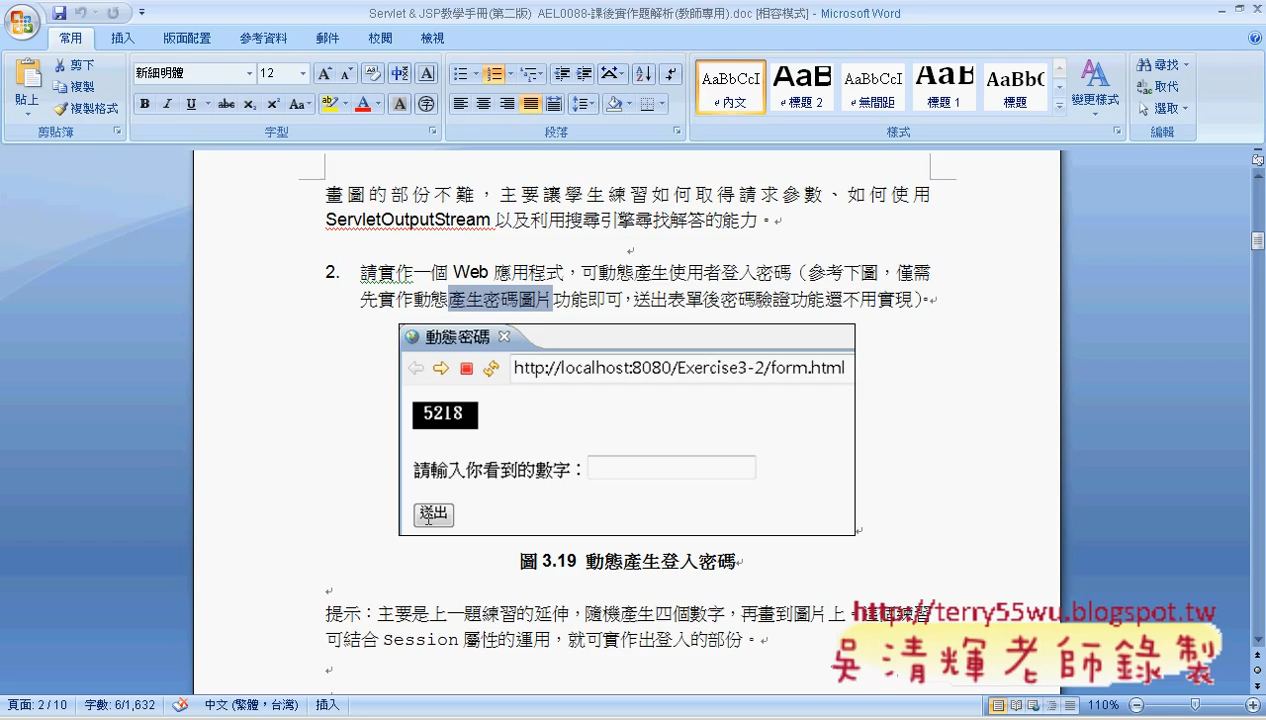 Servlet & JSP教學手冊(第二版) AEL0088-課後實作題解析(教師專用).doc [相容模式] - Microsoft Word
常用 插入 版面配置 參考資料 郵件 校閱 檢視
貼上 剪下 複製 複製格式
新細明體 12
AaBbCcI 內文 AaBb 標題 2 AaBbCcI 無間距 AaBb 標題 1 AaBbC 標題
變更樣式
尋找 取代 選取
剪貼簿 字型 段落 樣式 編輯
畫圖的部份不難，主要讓學生練習如何取得請求參數、如何使用
ServletOutputStream 以及利用搜尋引擎尋找解答的能力。
2. 請實作一個 Web 應用程式，可動態產生使用者登入密碼（參考下圖，僅需
先實作動態產生密碼圖片功能即可，送出表單後密碼驗證功能還不用實現）。
動態密碼
http://localhost:8080/Exercise3-2/form.html
5218
請輸入你看到的數字：
送出
圖 3.19 動態產生登入密碼
提示：主要是上一題練習的延伸，隨機產生四個數字，再畫到圖片上。這個練習
可結合 Session 屬性的運用，就可實作出登入的部份。
http://terry55wu.blogspot.tw
吳清輝老師錄製
頁面: 2/10 字數: 6/1,632 中文 (繁體，台灣) 插入 110%